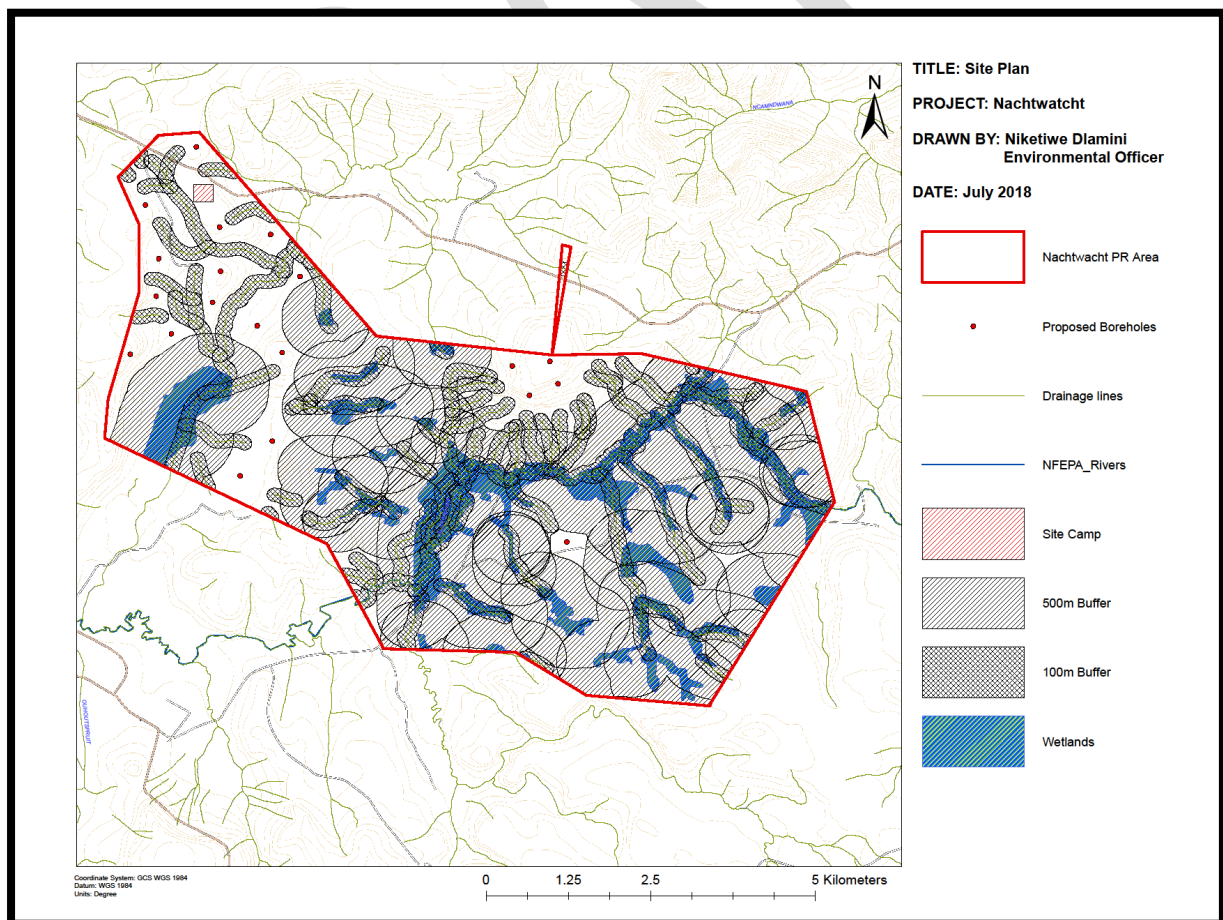 TITLE: Site Plan
PROJECT: Nachtwatcht
DRAWN BY: Niketiwe Dlamini
Environmental Officer
DATE: July 2018
N
NCAMNDWANA
Nachtwacht PR Area
Proposed Boreholes
Drainage lines
NFEPA_Rivers
Site Camp
500m Buffer
100m Buffer
Wetlands
Coordinate System: GCS WGS 1984
Datum: WGS 1984
Units: Degree
0 1.25 2.5 5 Kilometers